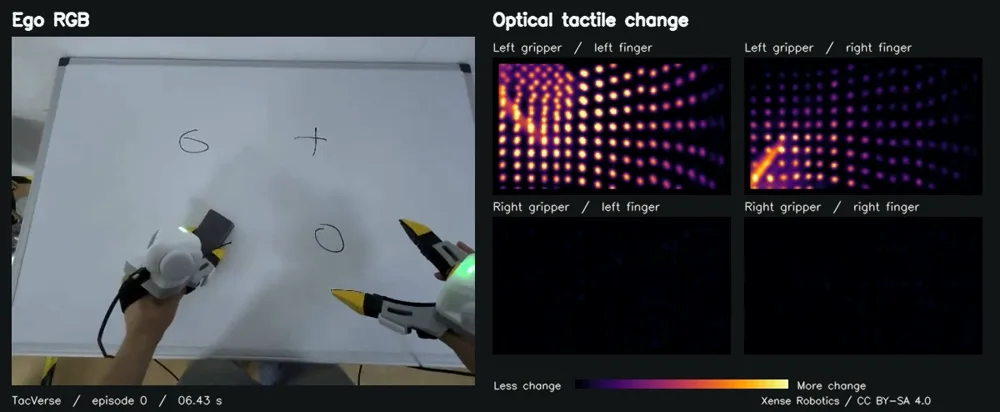 Ego RGB
Optical tactile change
Left gripper / left finger
Left gripper / right finger
6 +
0
Right gripper / left finger
Right gripper / right finger
Less change
More change
TacVerse / episode 0 / 06.43 s
Xense Robotics / CC BY-SA 4.0